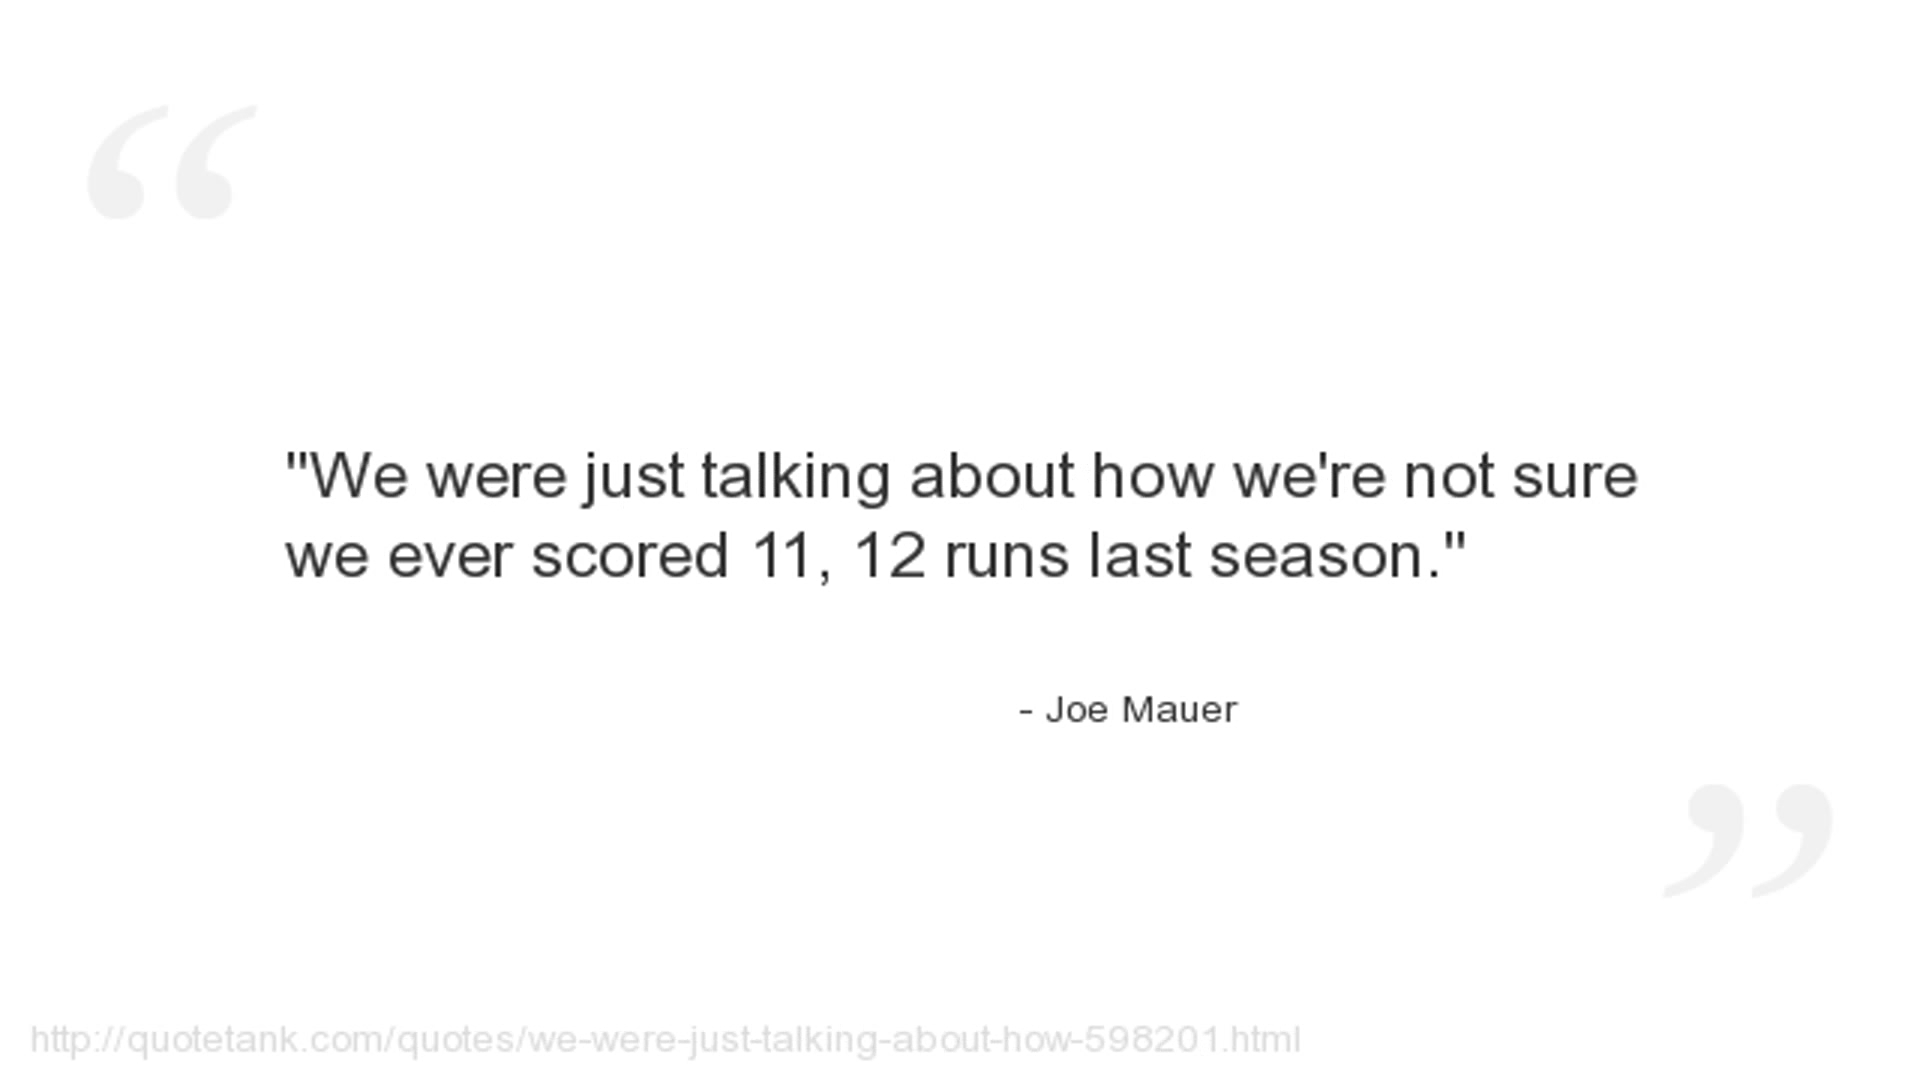 "We were just talking about how we're not sure
we ever scored 11, 12 runs last season."
- Joe Mauer
http://quotetank.com/quotes/we-were-just-talking-about-how-598201.html